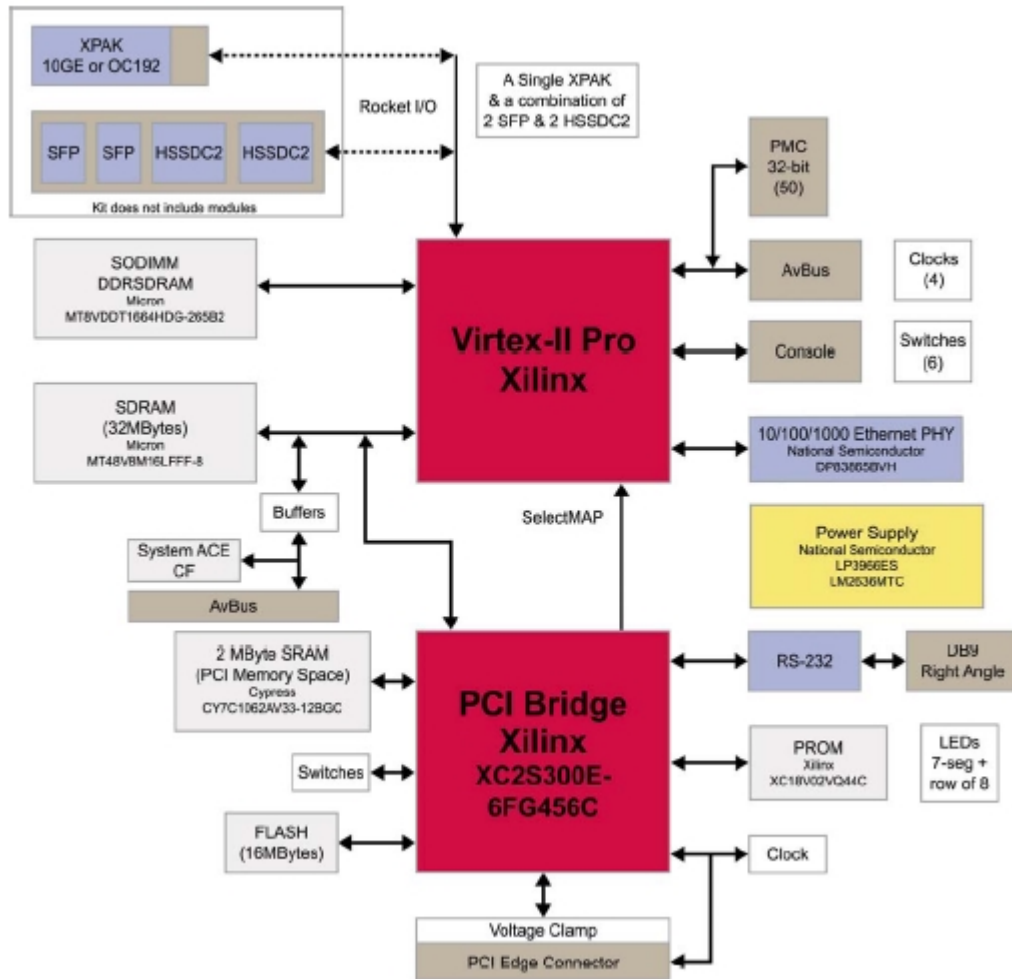 XPAK
10GE or OC192
Rocket I/O
A Single XPAK
& a combination of
2 SFP & 2 HSSDC2
SFP
SFP
HSSDC2
HSSDC2
Kit does not include modules
PMC
32-bit
(50)
SODIMM
DDRSDRAM
Micron
MT8VDDT1664HDG-265B2
Virtex-II Pro
Xilinx
AvBus
Clocks
(4)
Console
Switches
(6)
SDRAM
(32MBytes)
Micron
MT48V8M16LFFF-8
10/100/1000 Ethernet PHY
National Semiconductor
DP83865BVH
Buffers
SelectMAP
System ACE
CF
AvBus
Power Supply
National Semiconductor
LP3966ES
LM2636MTC
2 MByte SRAM
(PCI Memory Space)
Cypress
CY7C1062AV33-12BGC
PCI Bridge
Xilinx
XC2S300E-
6FG456C
RS-232
DB9
Right Angle
Switches
PROM
Xilinx
XC18V02VQ44C
LEDs
7-seg +
row of 8
FLASH
(16MBytes)
Clock
Voltage Clamp
PCI Edge Connector